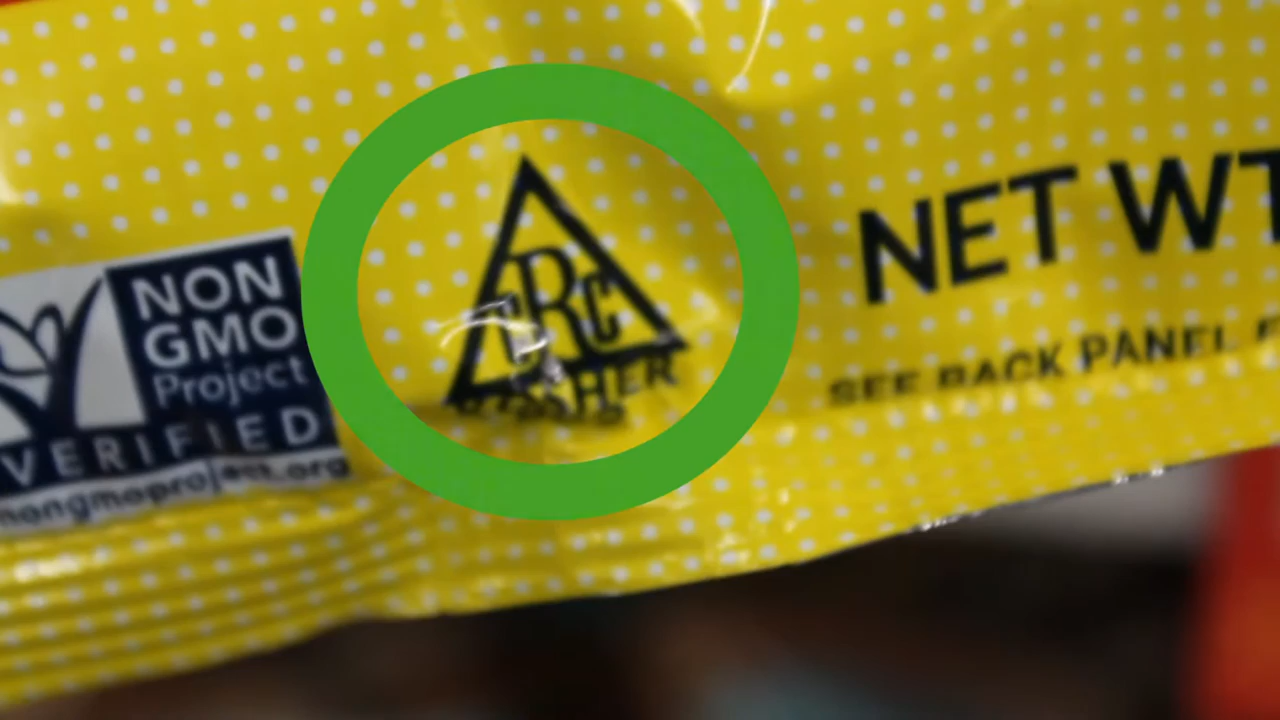 NON
GMO
Project
VERIFIED
nongmoproject.org
cRc
KOSHER
NET WT
SEE BACK PANEL